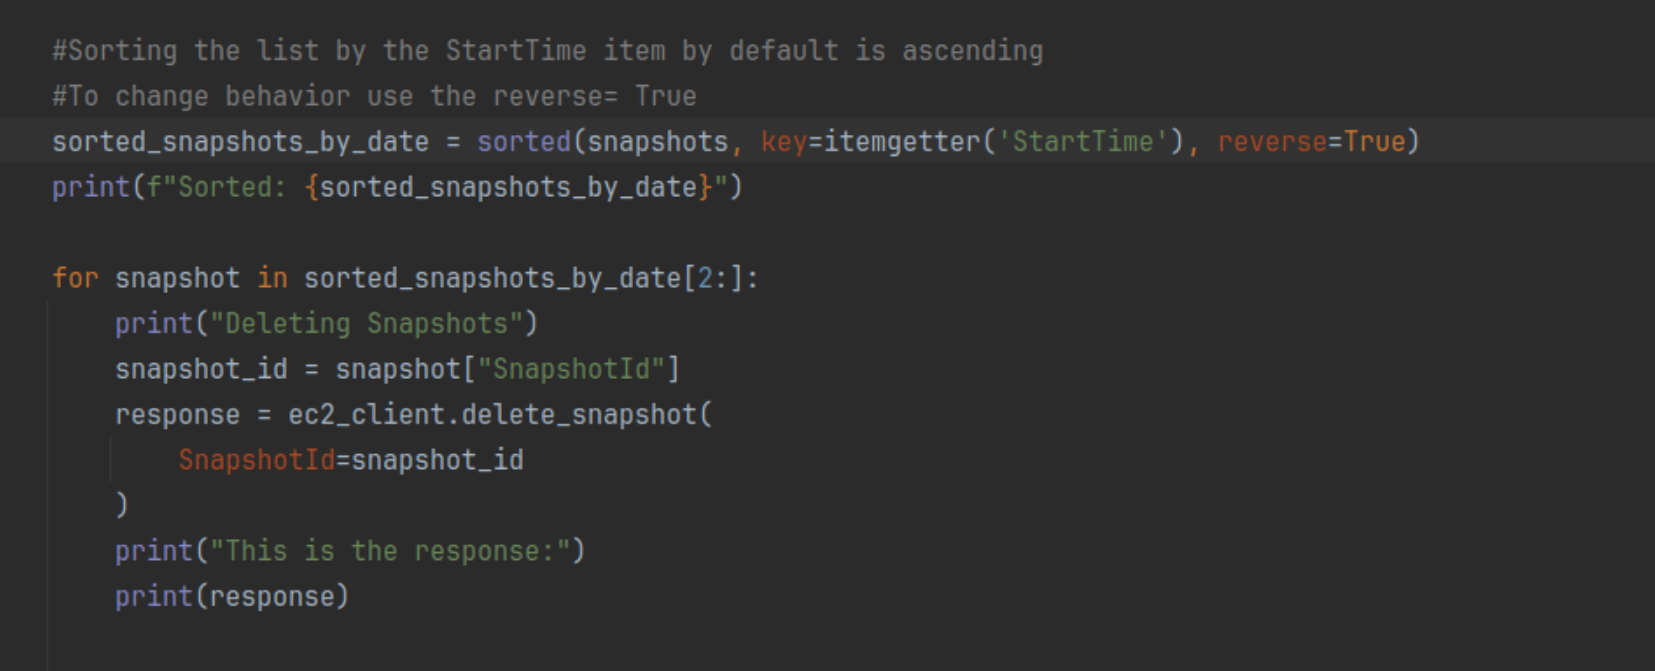 #Sorting the list by the StartTime item by default is ascending
#To change behavior use the reverse= True
sorted_snapshots_by_date = sorted(snapshots, key=itemgetter('StartTime'), reverse=True)
print(f"Sorted: {sorted_snapshots_by_date}")
for snapshot in sorted_snapshots_by_date[2:]:
    print("Deleting Snapshots")
    snapshot_id = snapshot["SnapshotId"]
    response = ec2_client.delete_snapshot(
        SnapshotId=snapshot_id
    )
    print("This is the response:")
    print(response)